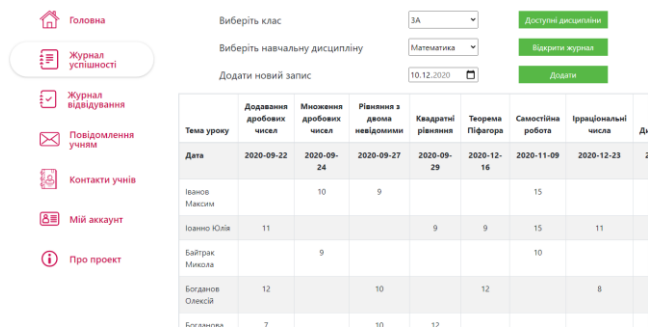 Головна
Журнал
успішності
Журнал
відвідування
Повідомлення
учням
Контакти учнів
Мій аккаунт
Про проект
Виберіть клас
3А
Доступні дисципліни
Виберіть навчальну дисципліну
Математика
Відкрити журнал
Додати новий запис
10.12.2020
Додати
Тема уроку
Додавання
дробових
чисел
Множення
дробових
чисел
Рівняння з
двома
невідомими
Квадратні
рівняння
Теорема
Піфагора
Самостійна
робота
Ірраціональні
числа
Дата
2020-09-22
2020-09-
24
2020-09-27
2020-09-
29
2020-12-
16
2020-11-09
2020-12-23
Іванов
Максим
10
9
15
Іоанно Юлія
11
9
9
15
11
Байтрак
Микола
9
10
Богданов
Олексій
12
10
12
8
Богданова
7
10
12